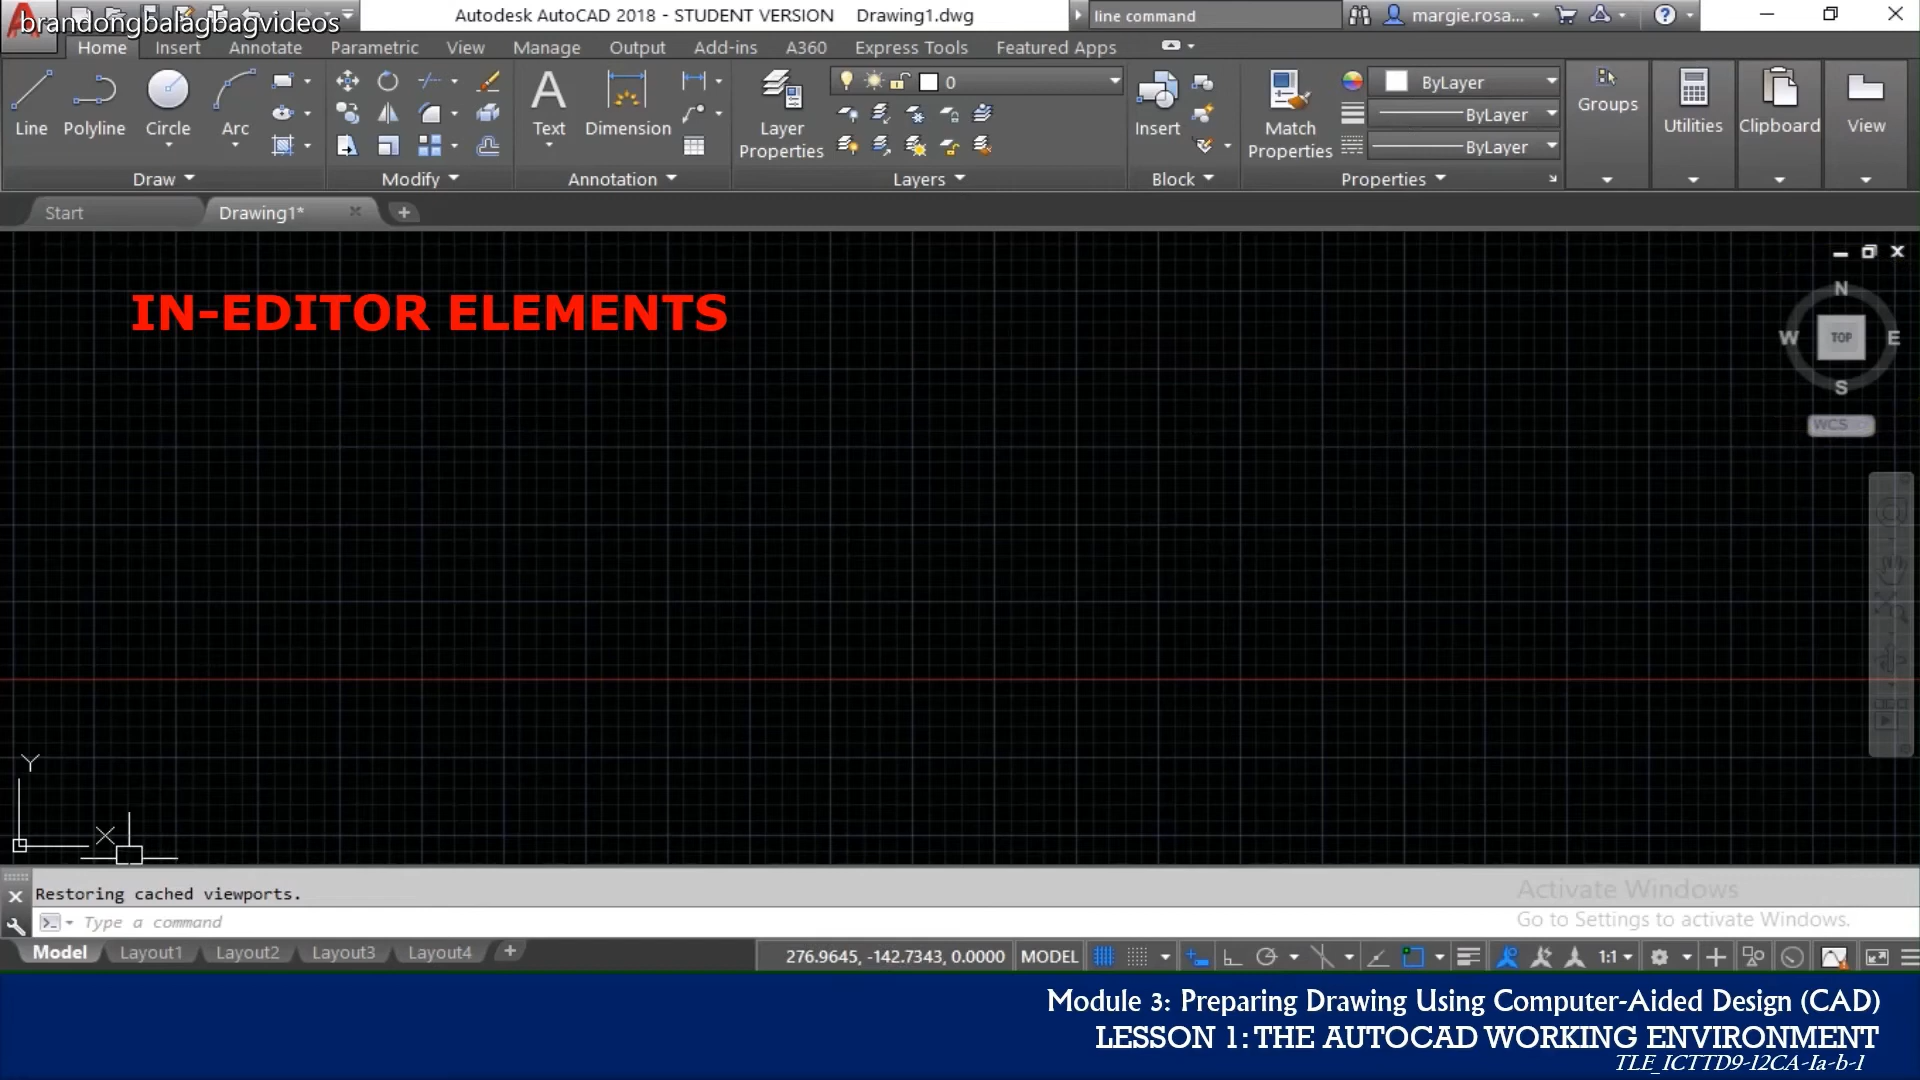 brandongbalagbagvideos
Autodesk AutoCAD 2018 - STUDENT VERSION Drawing1.dwg
line command
margie.rosa...
Home Insert Annotate Parametric View Manage Output Add-ins A360 Express Tools Featured Apps
Line Polyline Circle Arc
Text Dimension
Layer Properties
0
Insert
Match Properties
ByLayer
ByLayer
ByLayer
Groups Utilities Clipboard View
Draw Modify Annotation Layers Block Properties
Start Drawing1*
IN-EDITOR ELEMENTS
N
W TOP E
S
WCS
Y
X
Restoring cached viewports.
Type a command
Activate Windows
Go to Settings to activate Windows.
Model Layout1 Layout2 Layout3 Layout4
276.9645, -142.7343, 0.0000 MODEL 1:1
Module 3: Preparing Drawing Using Computer-Aided Design (CAD)
LESSON 1: THE AUTOCAD WORKING ENVIRONMENT
TLE_ICTTD9-12CA-Ia-b-1